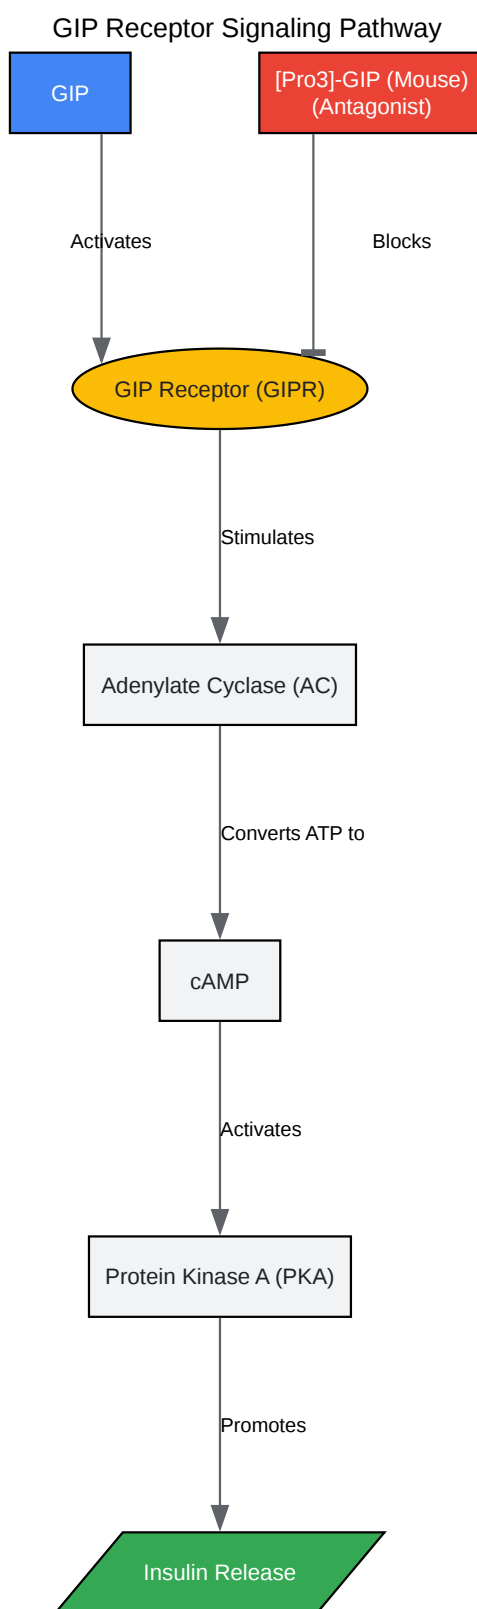 GIP Receptor Signaling Pathway
GIP
[Pro3]-GIP (Mouse)
(Antagonist)
Activates
Blocks
GIP Receptor (GIPR)
Stimulates
Adenylate Cyclase (AC)
Converts ATP to
cAMP
Activates
Protein Kinase A (PKA)
Promotes
Insulin Release